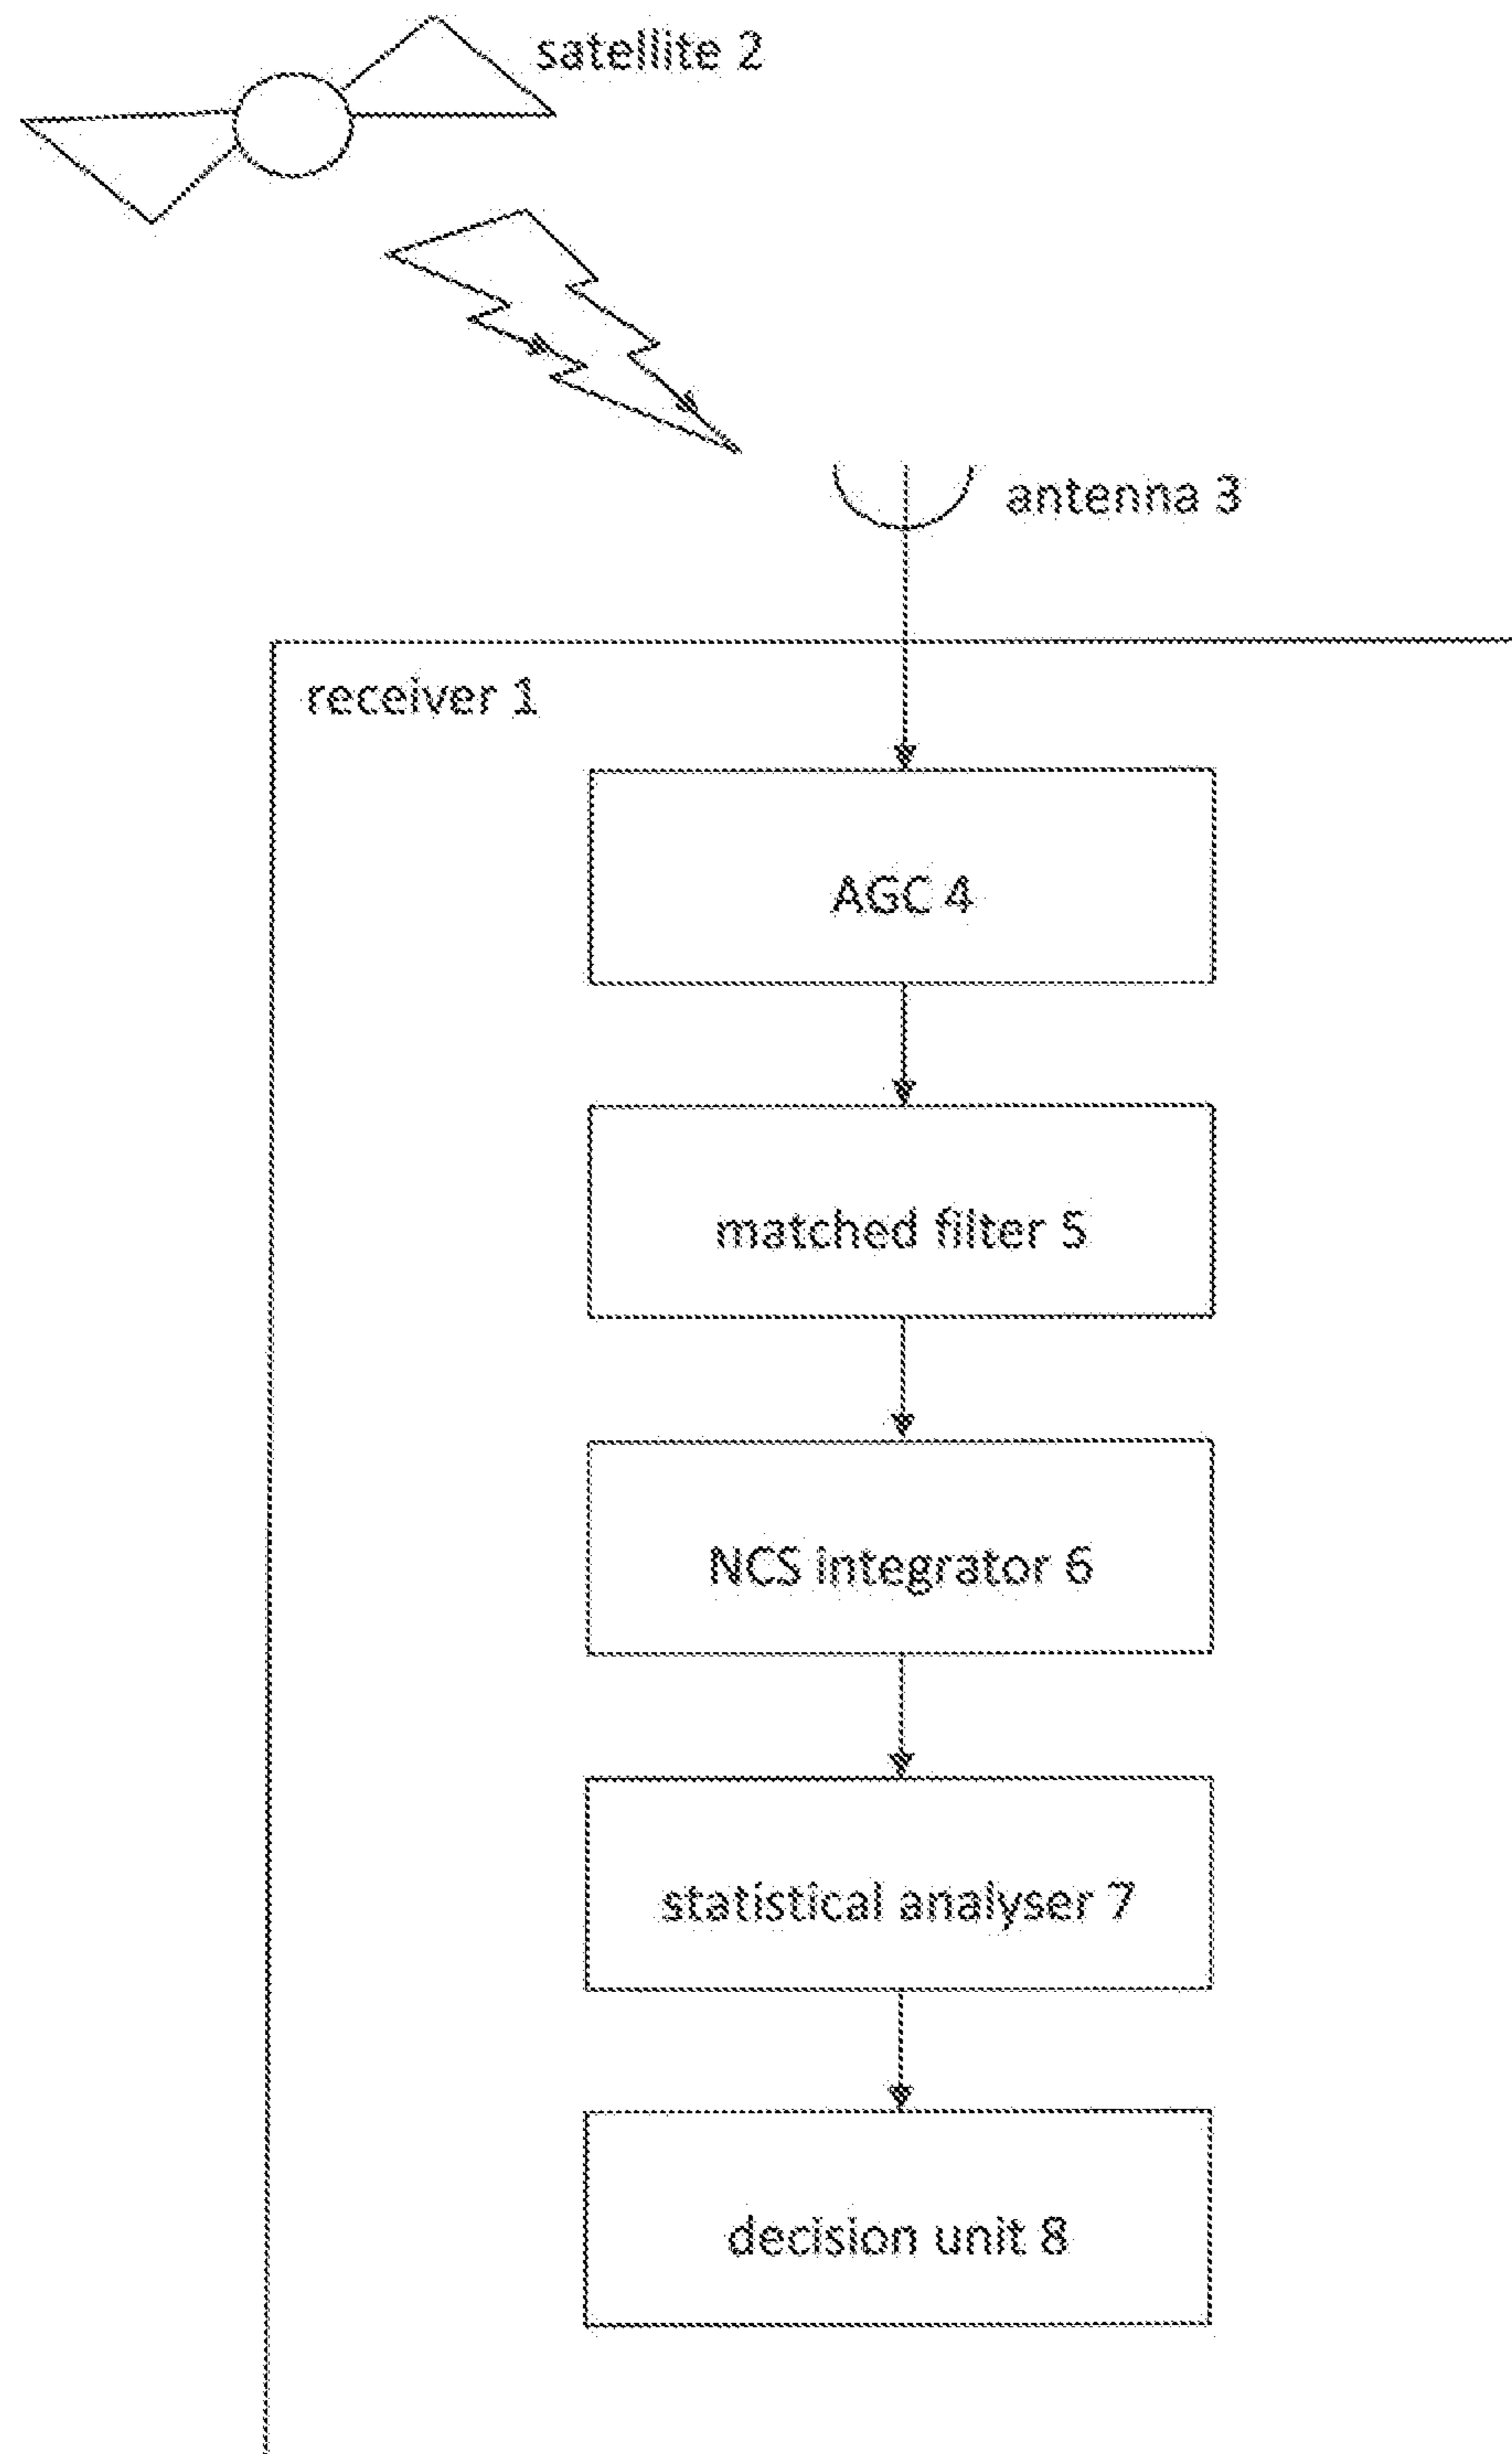 satellite 2
antenna 3
receiver 1
AGC 4
matched filter 5
NCS integrator 6
statistical analyser 7
decision unit 8